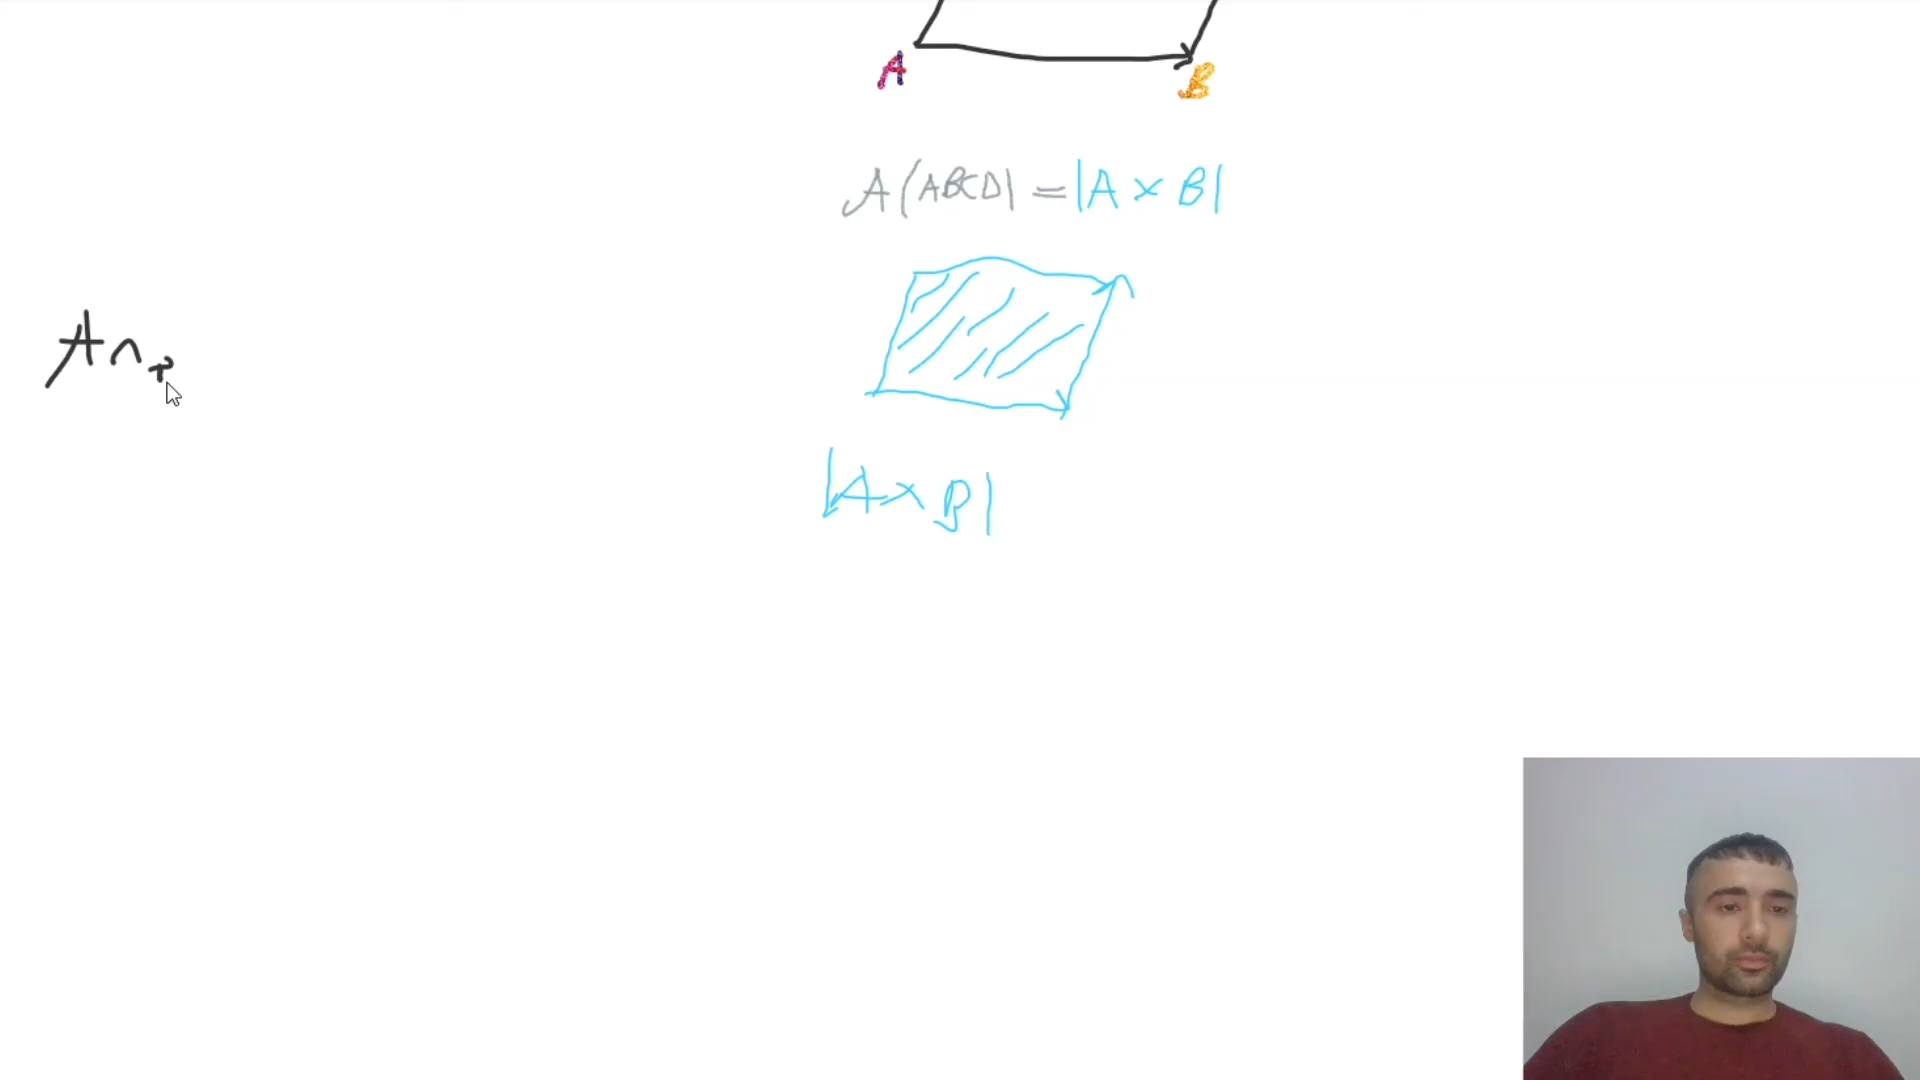 A B
A(ABCD| = |A x B|
|A x B|